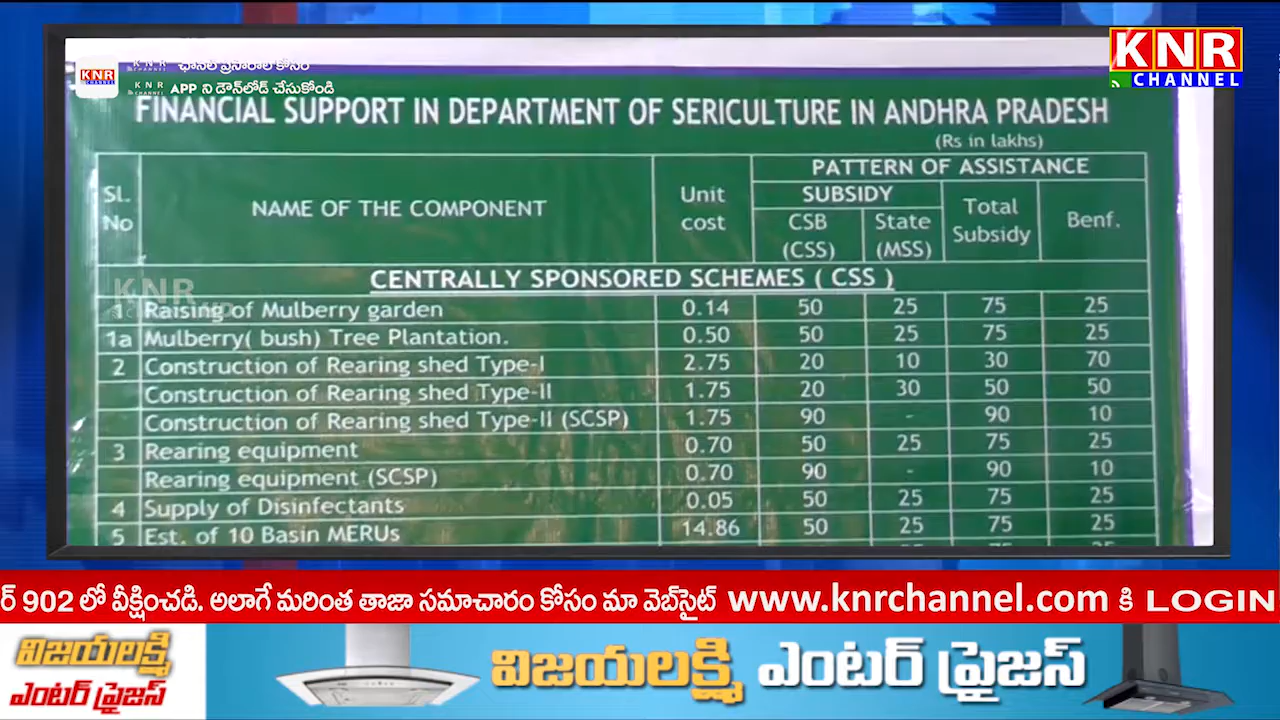 KNR CHANNEL
ఛానల్ ప్రసారాల కోసం
KNR CHANNEL APP ని డౌన్‌లోడ్ చేసుకోండి
KNR
CHANNEL
FINANCIAL SUPPORT IN DEPARTMENT OF SERICULTURE IN ANDHRA PRADESH
(Rs in lakhs)
Sl. No NAME OF THE COMPONENT Unit cost PATTERN OF ASSISTANCE
SUBSIDY Total Subsidy Benf.
CSB (CSS) State (MSS)
CENTRALLY SPONSORED SCHEMES ( CSS )
1 Raising of Mulberry garden 0.14 50 25 75 25
1a Mulberry( bush) Tree Plantation. 0.50 50 25 75 25
2 Construction of Rearing shed Type-I 2.75 20 10 30 70
Construction of Rearing shed Type-II 1.75 20 30 50 50
Construction of Rearing shed Type-II (SCSP) 1.75 90 - 90 10
3 Rearing equipment 0.70 50 25 75 25
Rearing equipment (SCSP) 0.70 90 - 90 10
4 Supply of Disinfectants 0.05 50 25 75 25
5 Est. of 10 Basin MERUs 14.86 50 25 75 25
ర్ 902 లో వీక్షించడి. అలాగే మరింత తాజా సమాచారం కోసం మా వెబ్‌సైట్ www.knrchannel.com కి LOGIN
విజయలక్ష్మి
ఎంటర్ ప్రైజస్
విజయలక్ష్మి ఎంటర్ ప్రైజస్